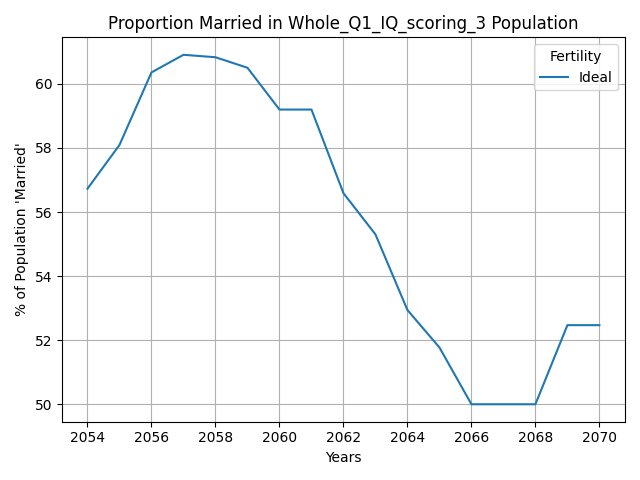 Proportion Married in Whole_Q1_IQ_scoring_3 Population
Fertility
Ideal
% of Population 'Married'
60
58
56
54
52
50
2054 2056 2058 2060 2062 2064 2066 2068 2070
Years